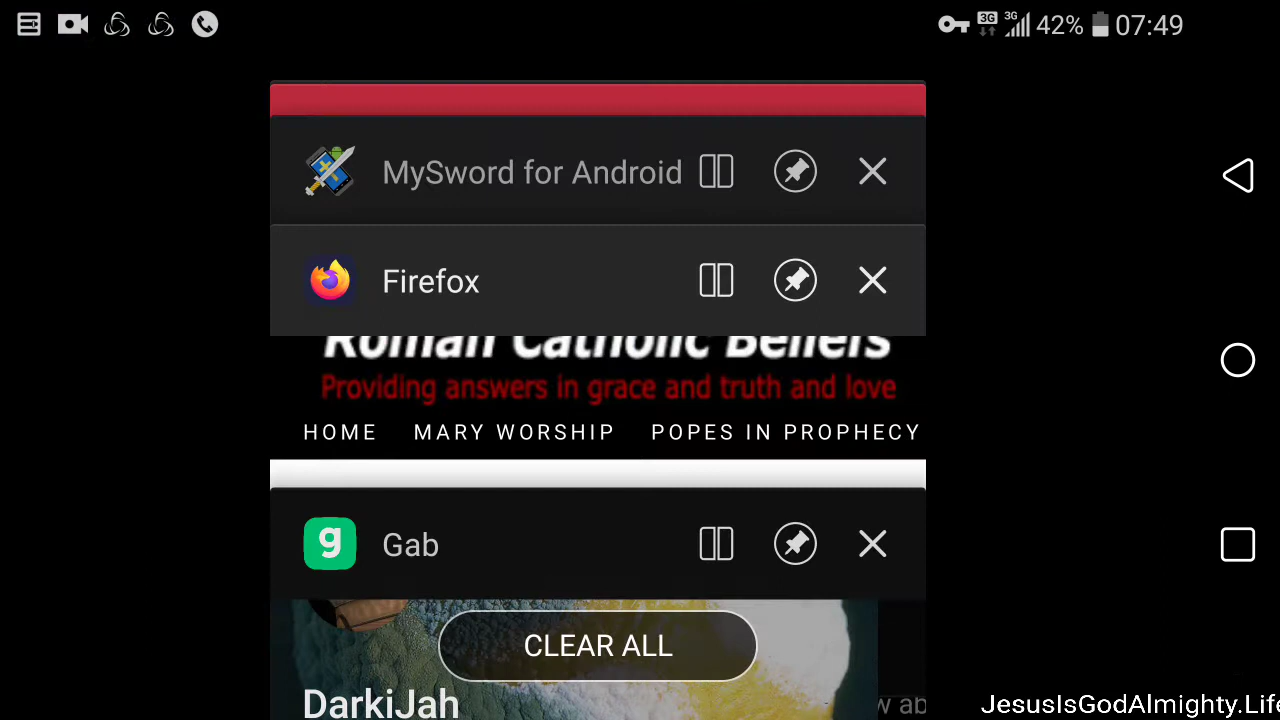 3G 3G 42% 07:49
MySword for Android
Firefox
Roman Catholic Beliefs
Providing answers in grace and truth and love
HOME MARY WORSHIP POPES IN PROPHECY
g Gab
CLEAR ALL
DarkiJah
w ab
JesusIsGodAlmighty.Life